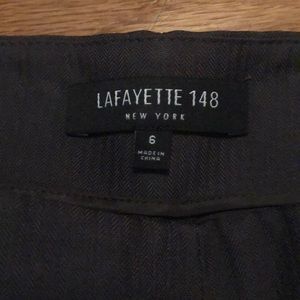 LAFAYETTE 148
NEW YORK
6
MADE IN
CHINA